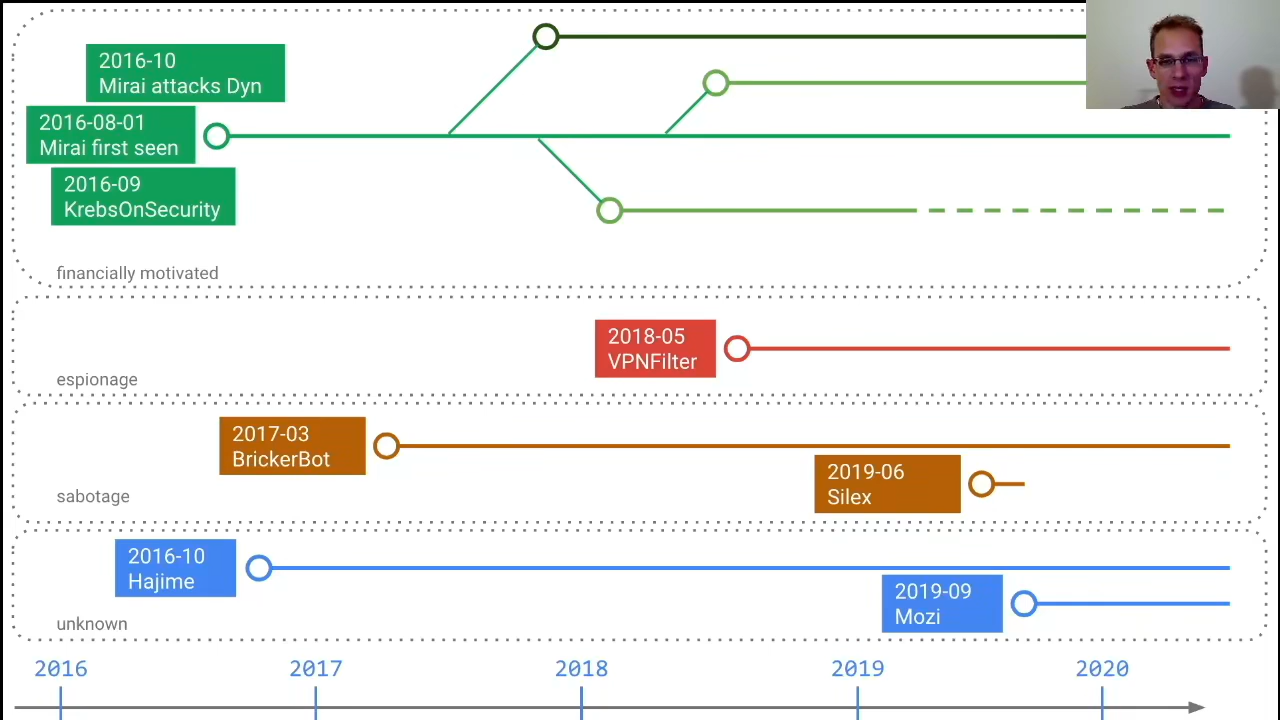 2016-10
Mirai attacks Dyn
2016-08-01
Mirai first seen
2016-09
KrebsOnSecurity
financially motivated
2018-05
VPNFilter
espionage
2017-03
BrickerBot
2019-06
Silex
sabotage
2016-10
Hajime
2019-09
Mozi
unknown
2016 2017 2018 2019 2020